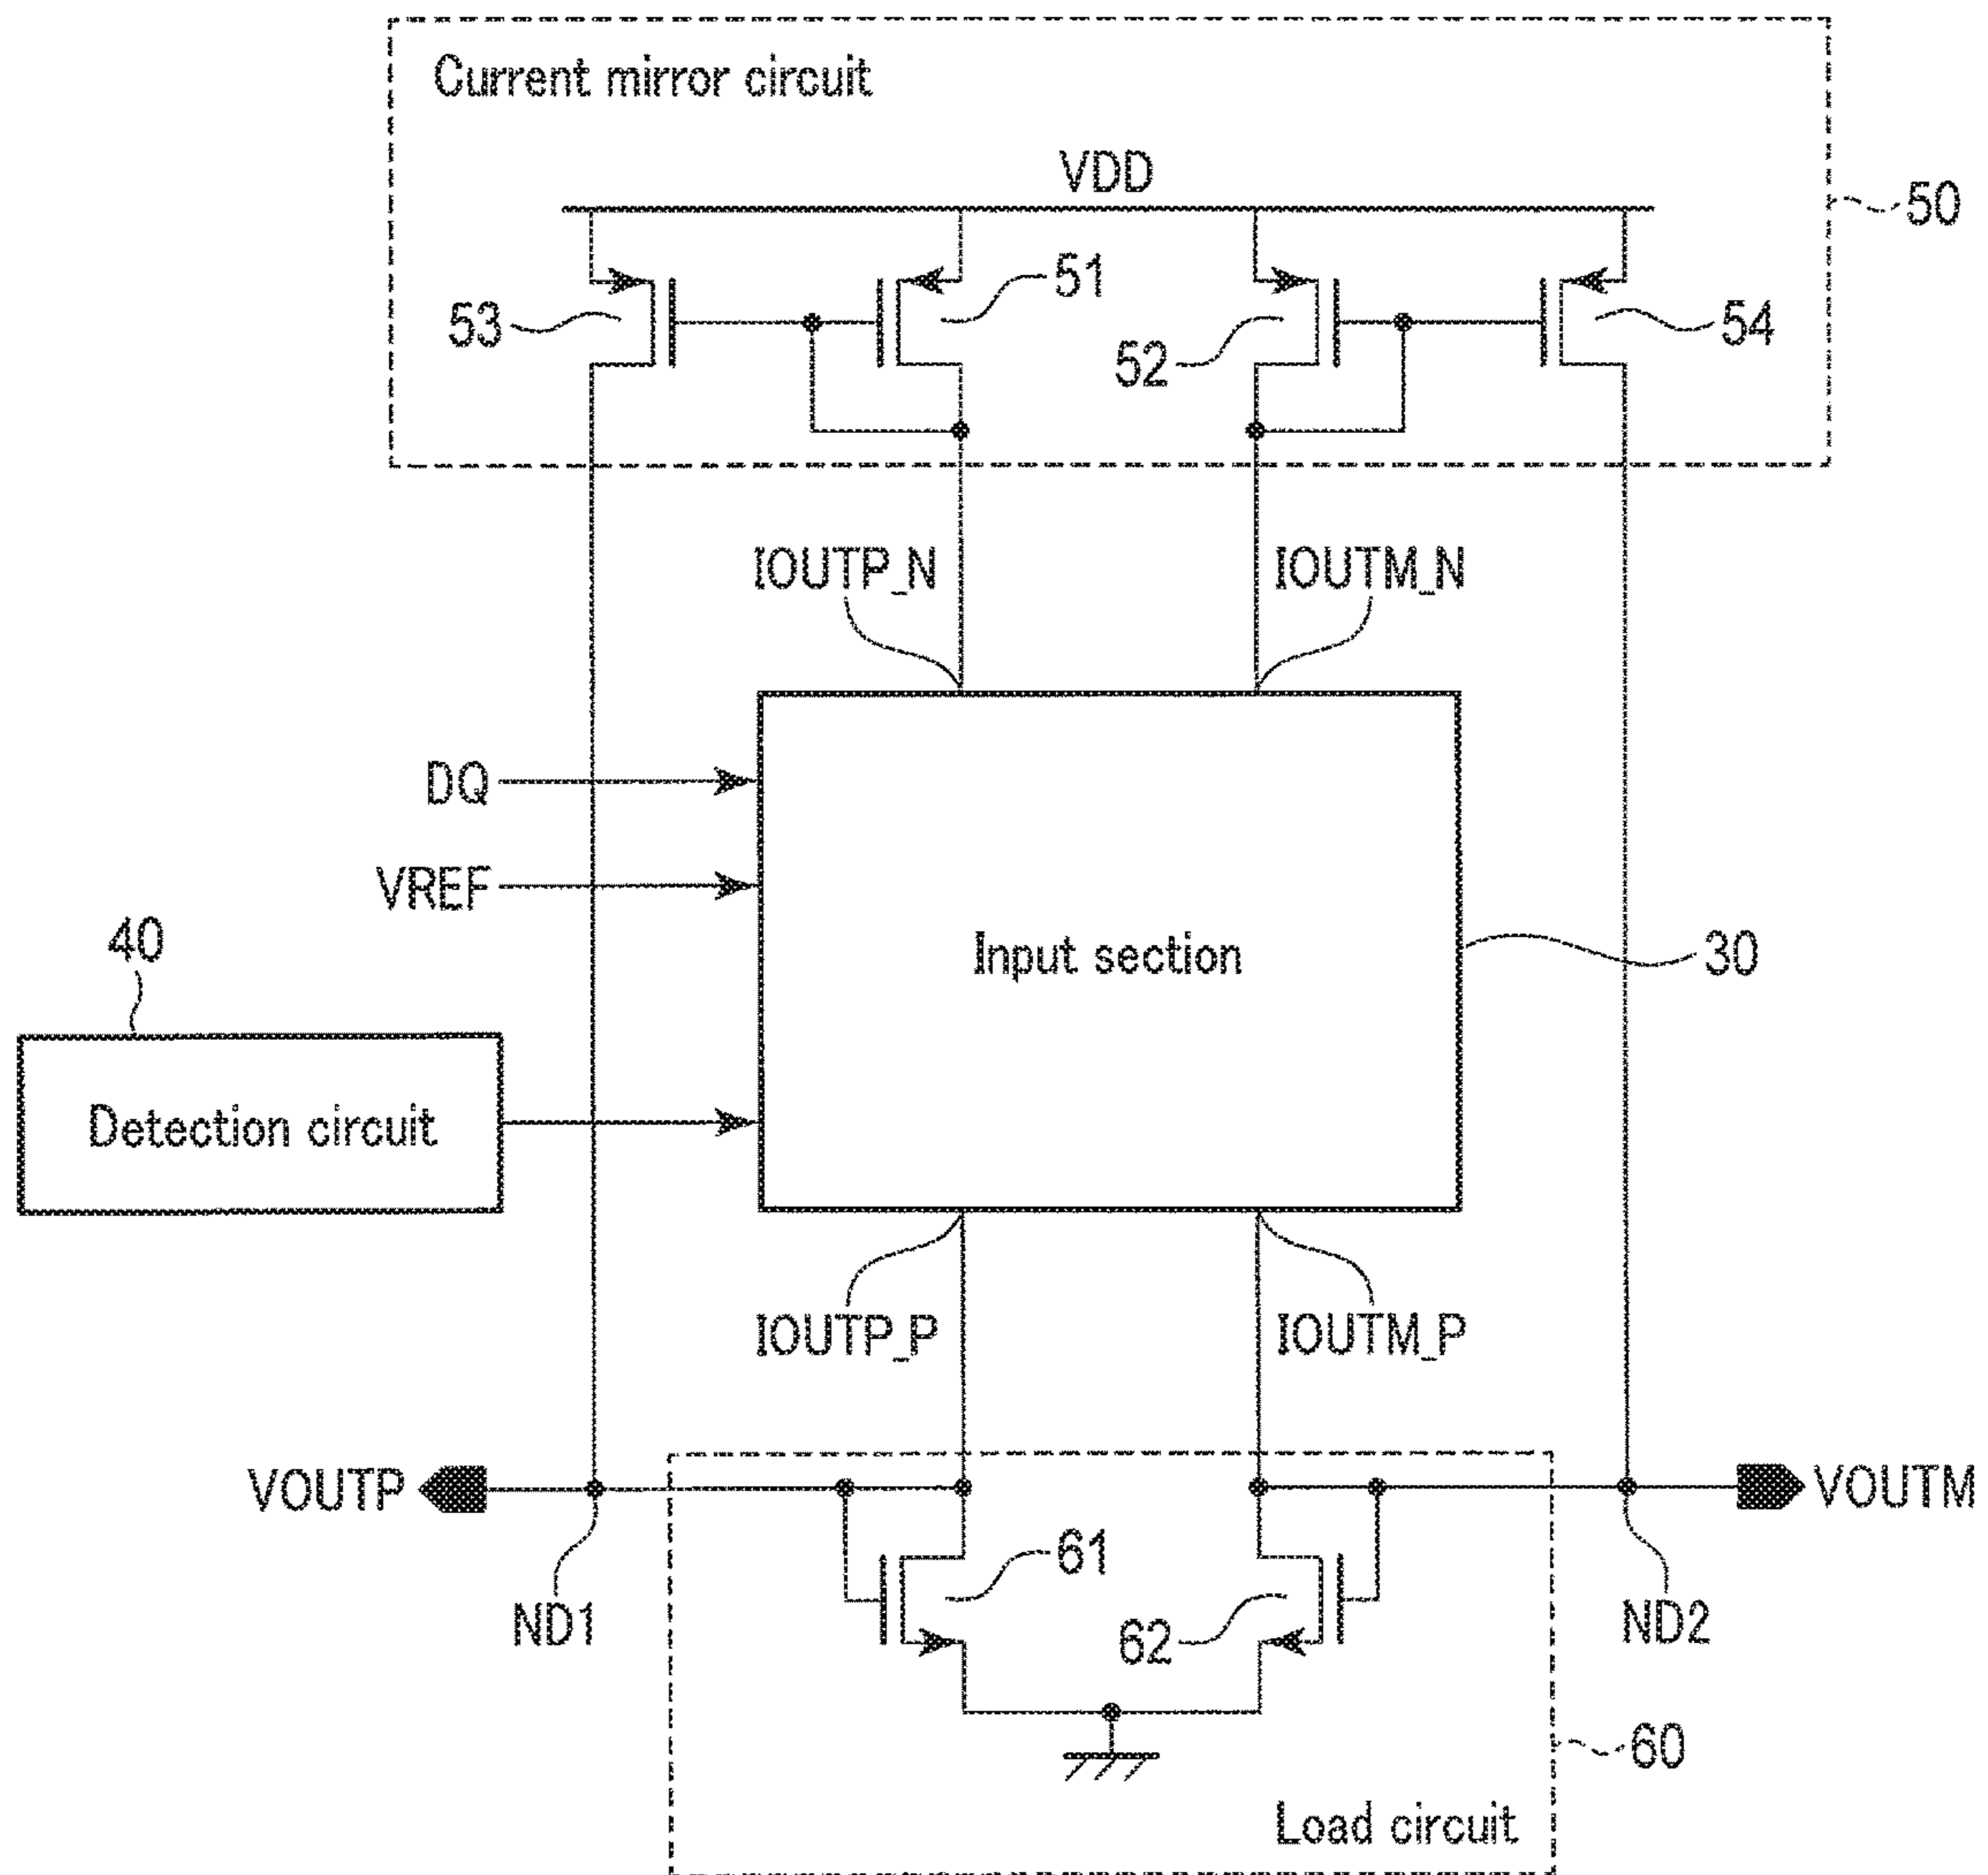 Current mirror circuit
VDD
50
53
51
52
54
IOUTP_N
IOUTM_N
DQ
VREF
40
Input section
30
Detection circuit
IOUTP_P
IOUTM_P
VOUTP
VOUTM
61
ND1
62
ND2
60
Load circuit